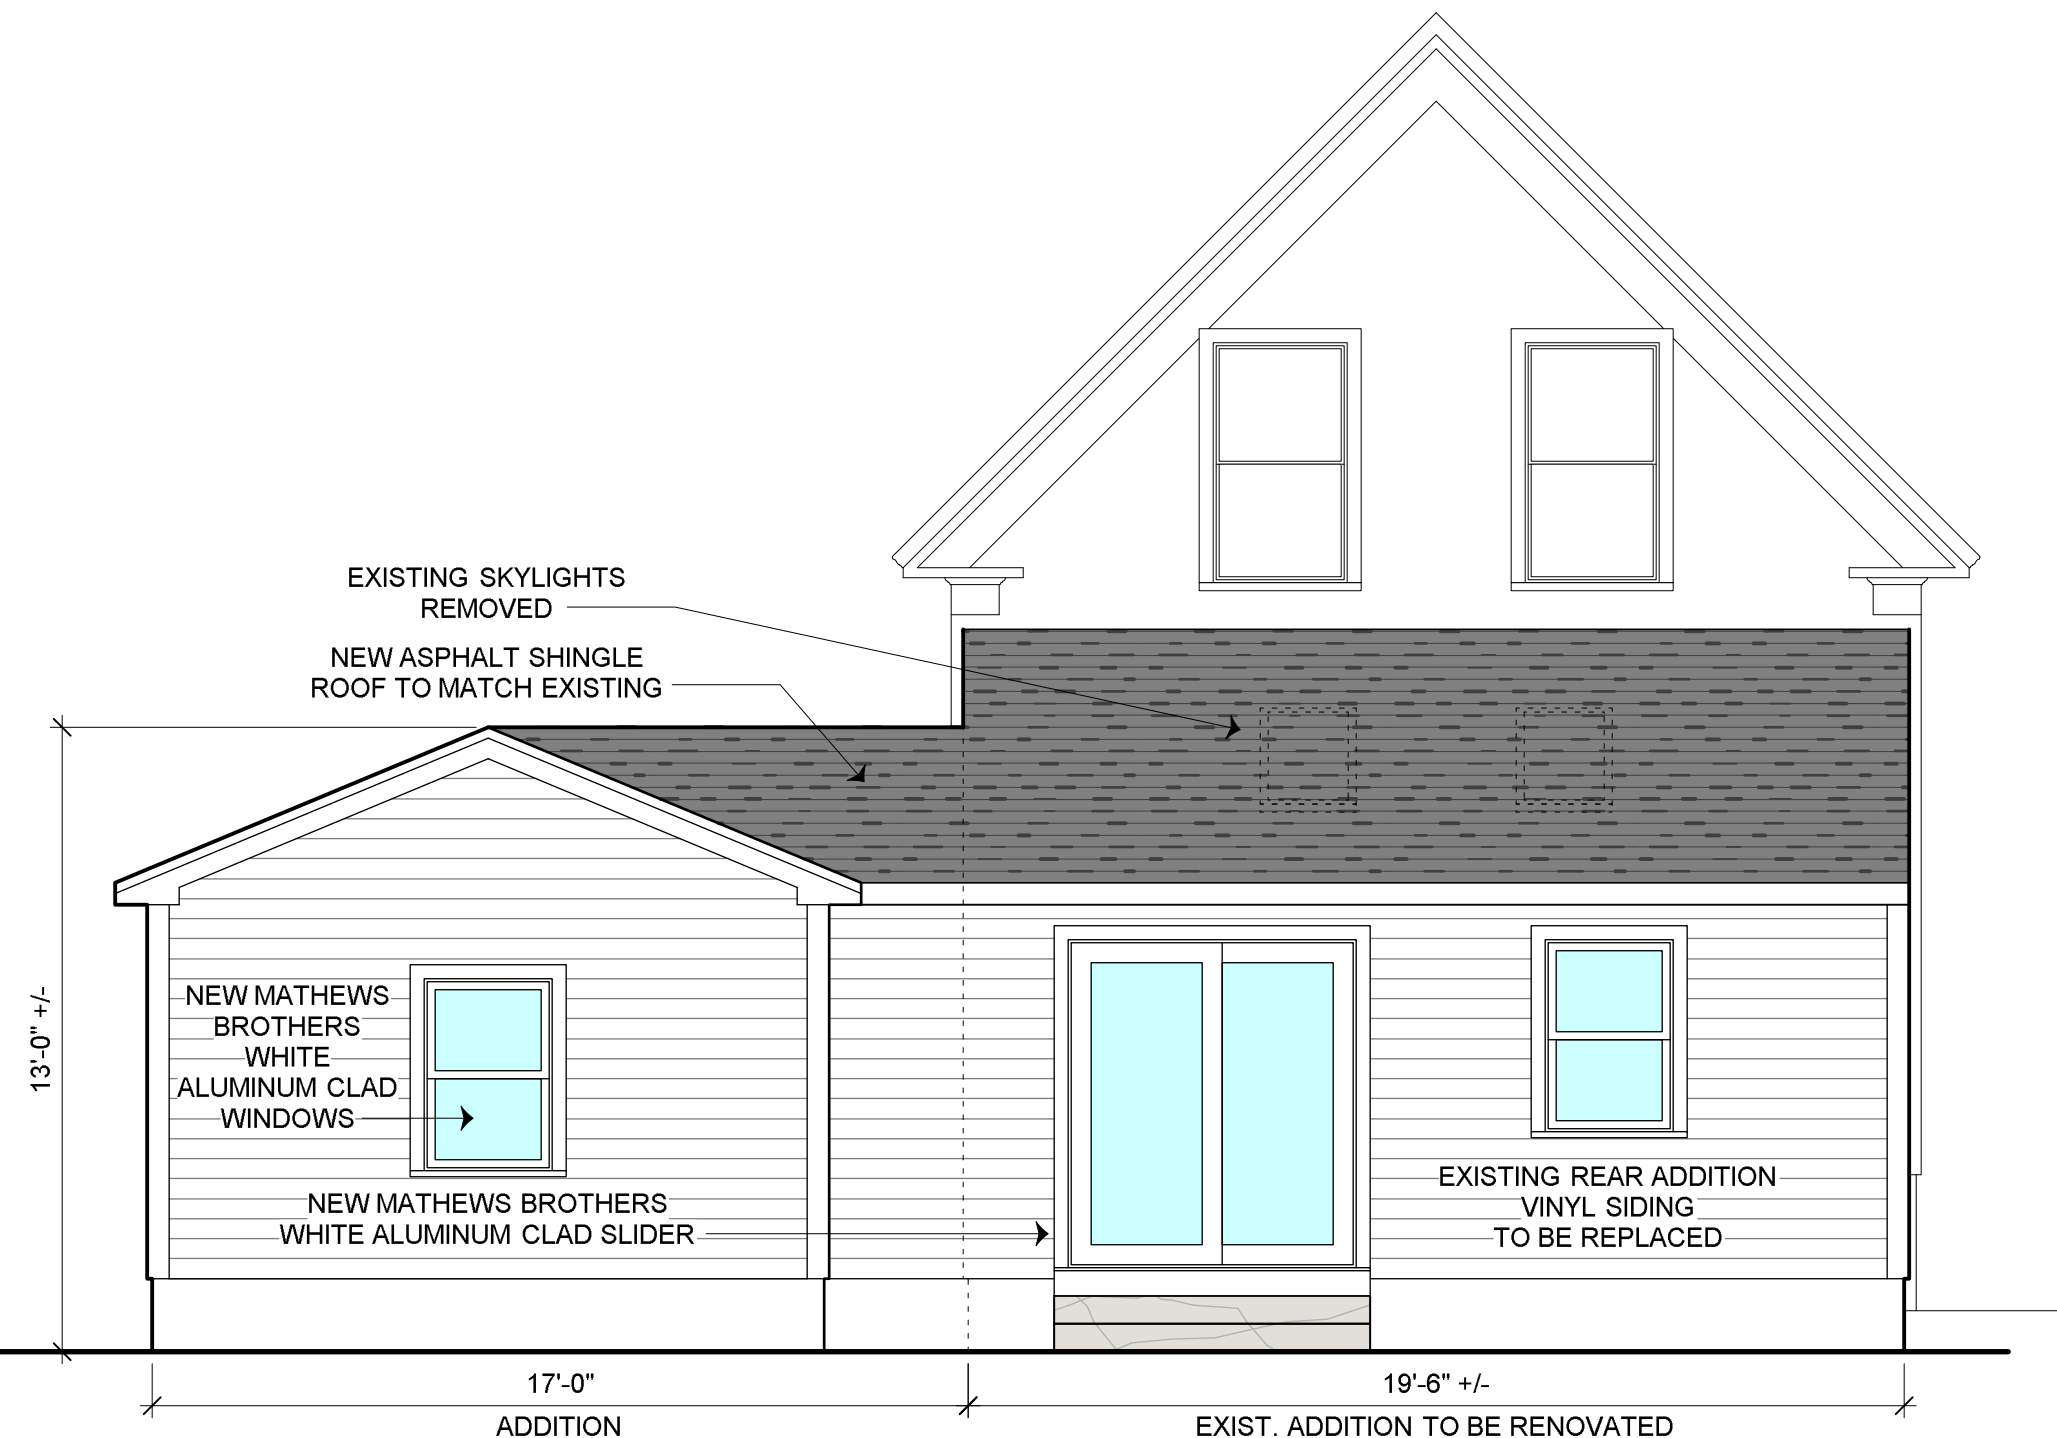 EXISTING SKYLIGHTS
REMOVED
NEW ASPHALT SHINGLE
ROOF TO MATCH EXISTING
13'-0" +/-
NEW MATHEWS
BROTHERS
WHITE
ALUMINUM CLAD
WINDOWS
NEW MATHEWS BROTHERS
WHITE ALUMINUM CLAD SLIDER
EXISTING REAR ADDITION
VINYL SIDING
TO BE REPLACED
17'-0"
ADDITION
19'-6" +/-
EXIST. ADDITION TO BE RENOVATED